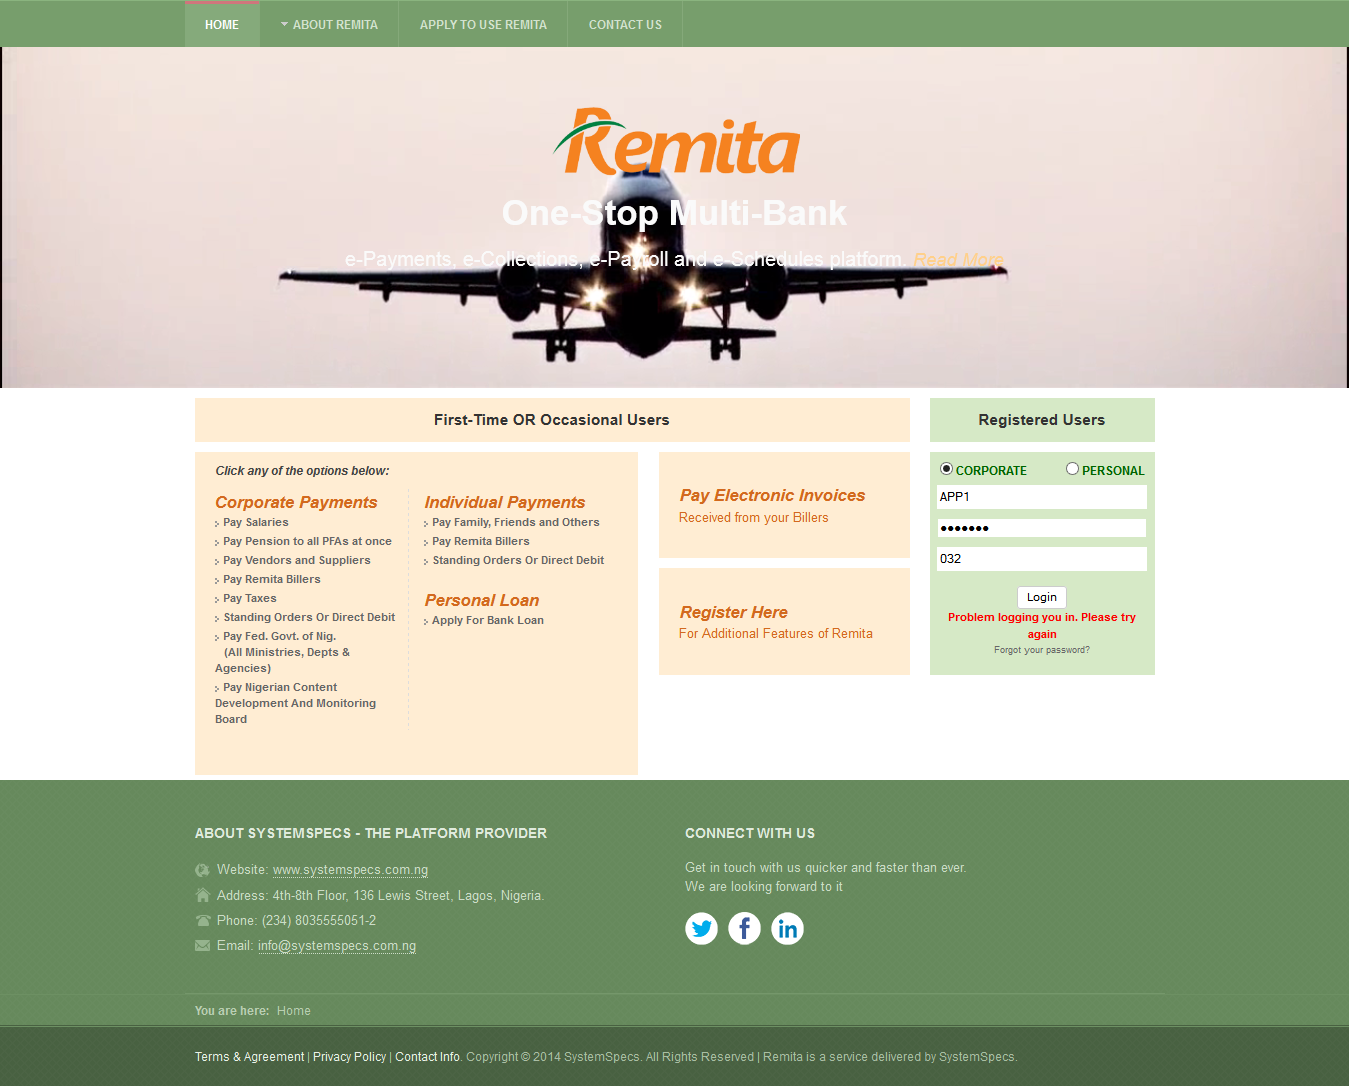 HOME
ABOUT REMITA
APPLY TO USE REMITA
CONTACT US
Remita
One-Stop Multi-Bank
e-Payments, e-Collections, e-Payroll and e-Schedules platform. Read More
First-Time OR Occasional Users
Click any of the options below:
Corporate Payments
Pay Salaries
Pay Pension to all PFAs at once
Pay Vendors and Suppliers
Pay Remita Billers
Pay Taxes
Standing Orders Or Direct Debit
Pay Fed. Govt. of Nig.
(All Ministries, Depts &
Agencies)
Pay Nigerian Content
Development And Monitoring
Board
Individual Payments
Pay Family, Friends and Others
Pay Remita Billers
Standing Orders Or Direct Debit
Personal Loan
Apply For Bank Loan
Pay Electronic Invoices
Received from your Billers
Register Here
For Additional Features of Remita
Registered Users
CORPORATE
PERSONAL
APP1
●●●●●●●
032
Login
Problem logging you in. Please try
again
Forgot your password?
ABOUT SYSTEMSPECS - THE PLATFORM PROVIDER
Website: www.systemspecs.com.ng
Address: 4th-8th Floor, 136 Lewis Street, Lagos, Nigeria.
Phone: (234) 8035555051-2
Email: info@systemspecs.com.ng
CONNECT WITH US
Get in touch with us quicker and faster than ever.
We are looking forward to it
You are here: Home
Terms & Agreement | Privacy Policy | Contact Info. Copyright © 2014 SystemSpecs. All Rights Reserved | Remita is a service delivered by SystemSpecs.